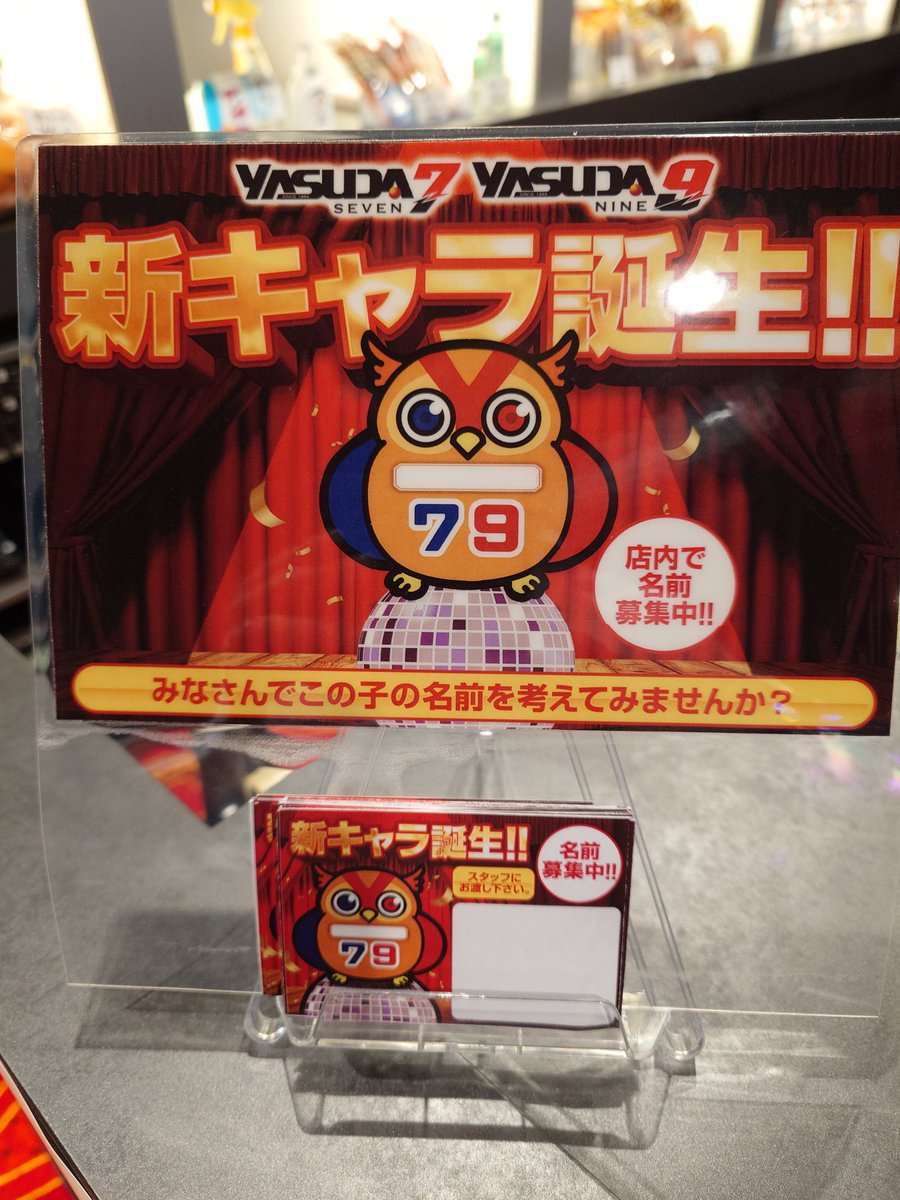 YASUDA 7 YASUDA 9
SEVEN NINE
新キャラ誕生!!
79
店内で
名前
募集中!!
みなさんでこの子の名前を考えてみませんか?
新キャラ誕生!!
名前
募集中!!
スタッフに
お渡し下さい。
79